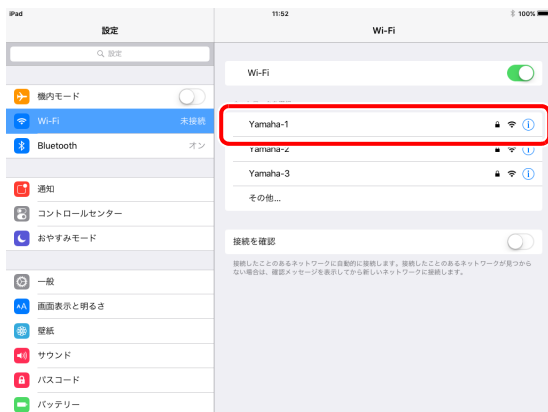 iPad
11:52
100%
設定
Wi-Fi
設定
Wi-Fi
機内モード
Wi-Fi
未接続
Yamaha-1
Bluetooth
オン
Yamaha-2
Yamaha-3
通知
その他...
コントロールセンター
おやすみモード
接続を確認
接続したことのあるネットワークに自動的に接続します。接続したことのあるネットワークが見つから
ない場合は、確認メッセージを表示してから新しいネットワークに接続します。
一般
画面表示と明るさ
壁紙
サウンド
パスコード
バッテリー